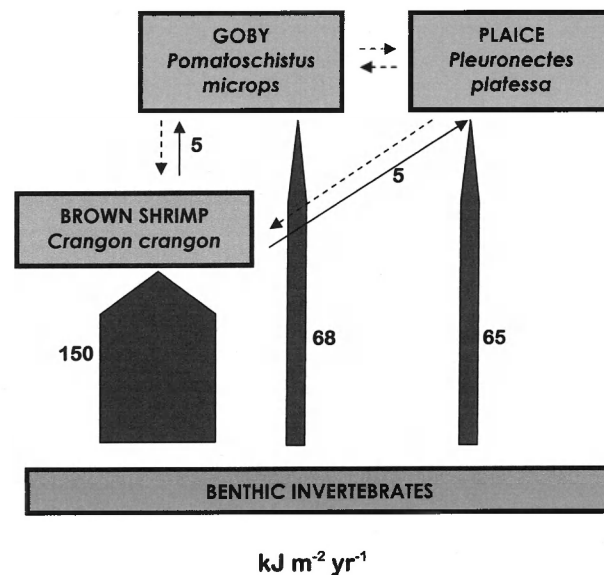 GOBY
Pomatoschistus
microps
PLAICE
Pleuronectes
platessa
5
5
BROWN SHRIMP
Crangon crangon
150
68
65
BENTHIC INVERTEBRATES
kJ m⁻² yr⁻¹